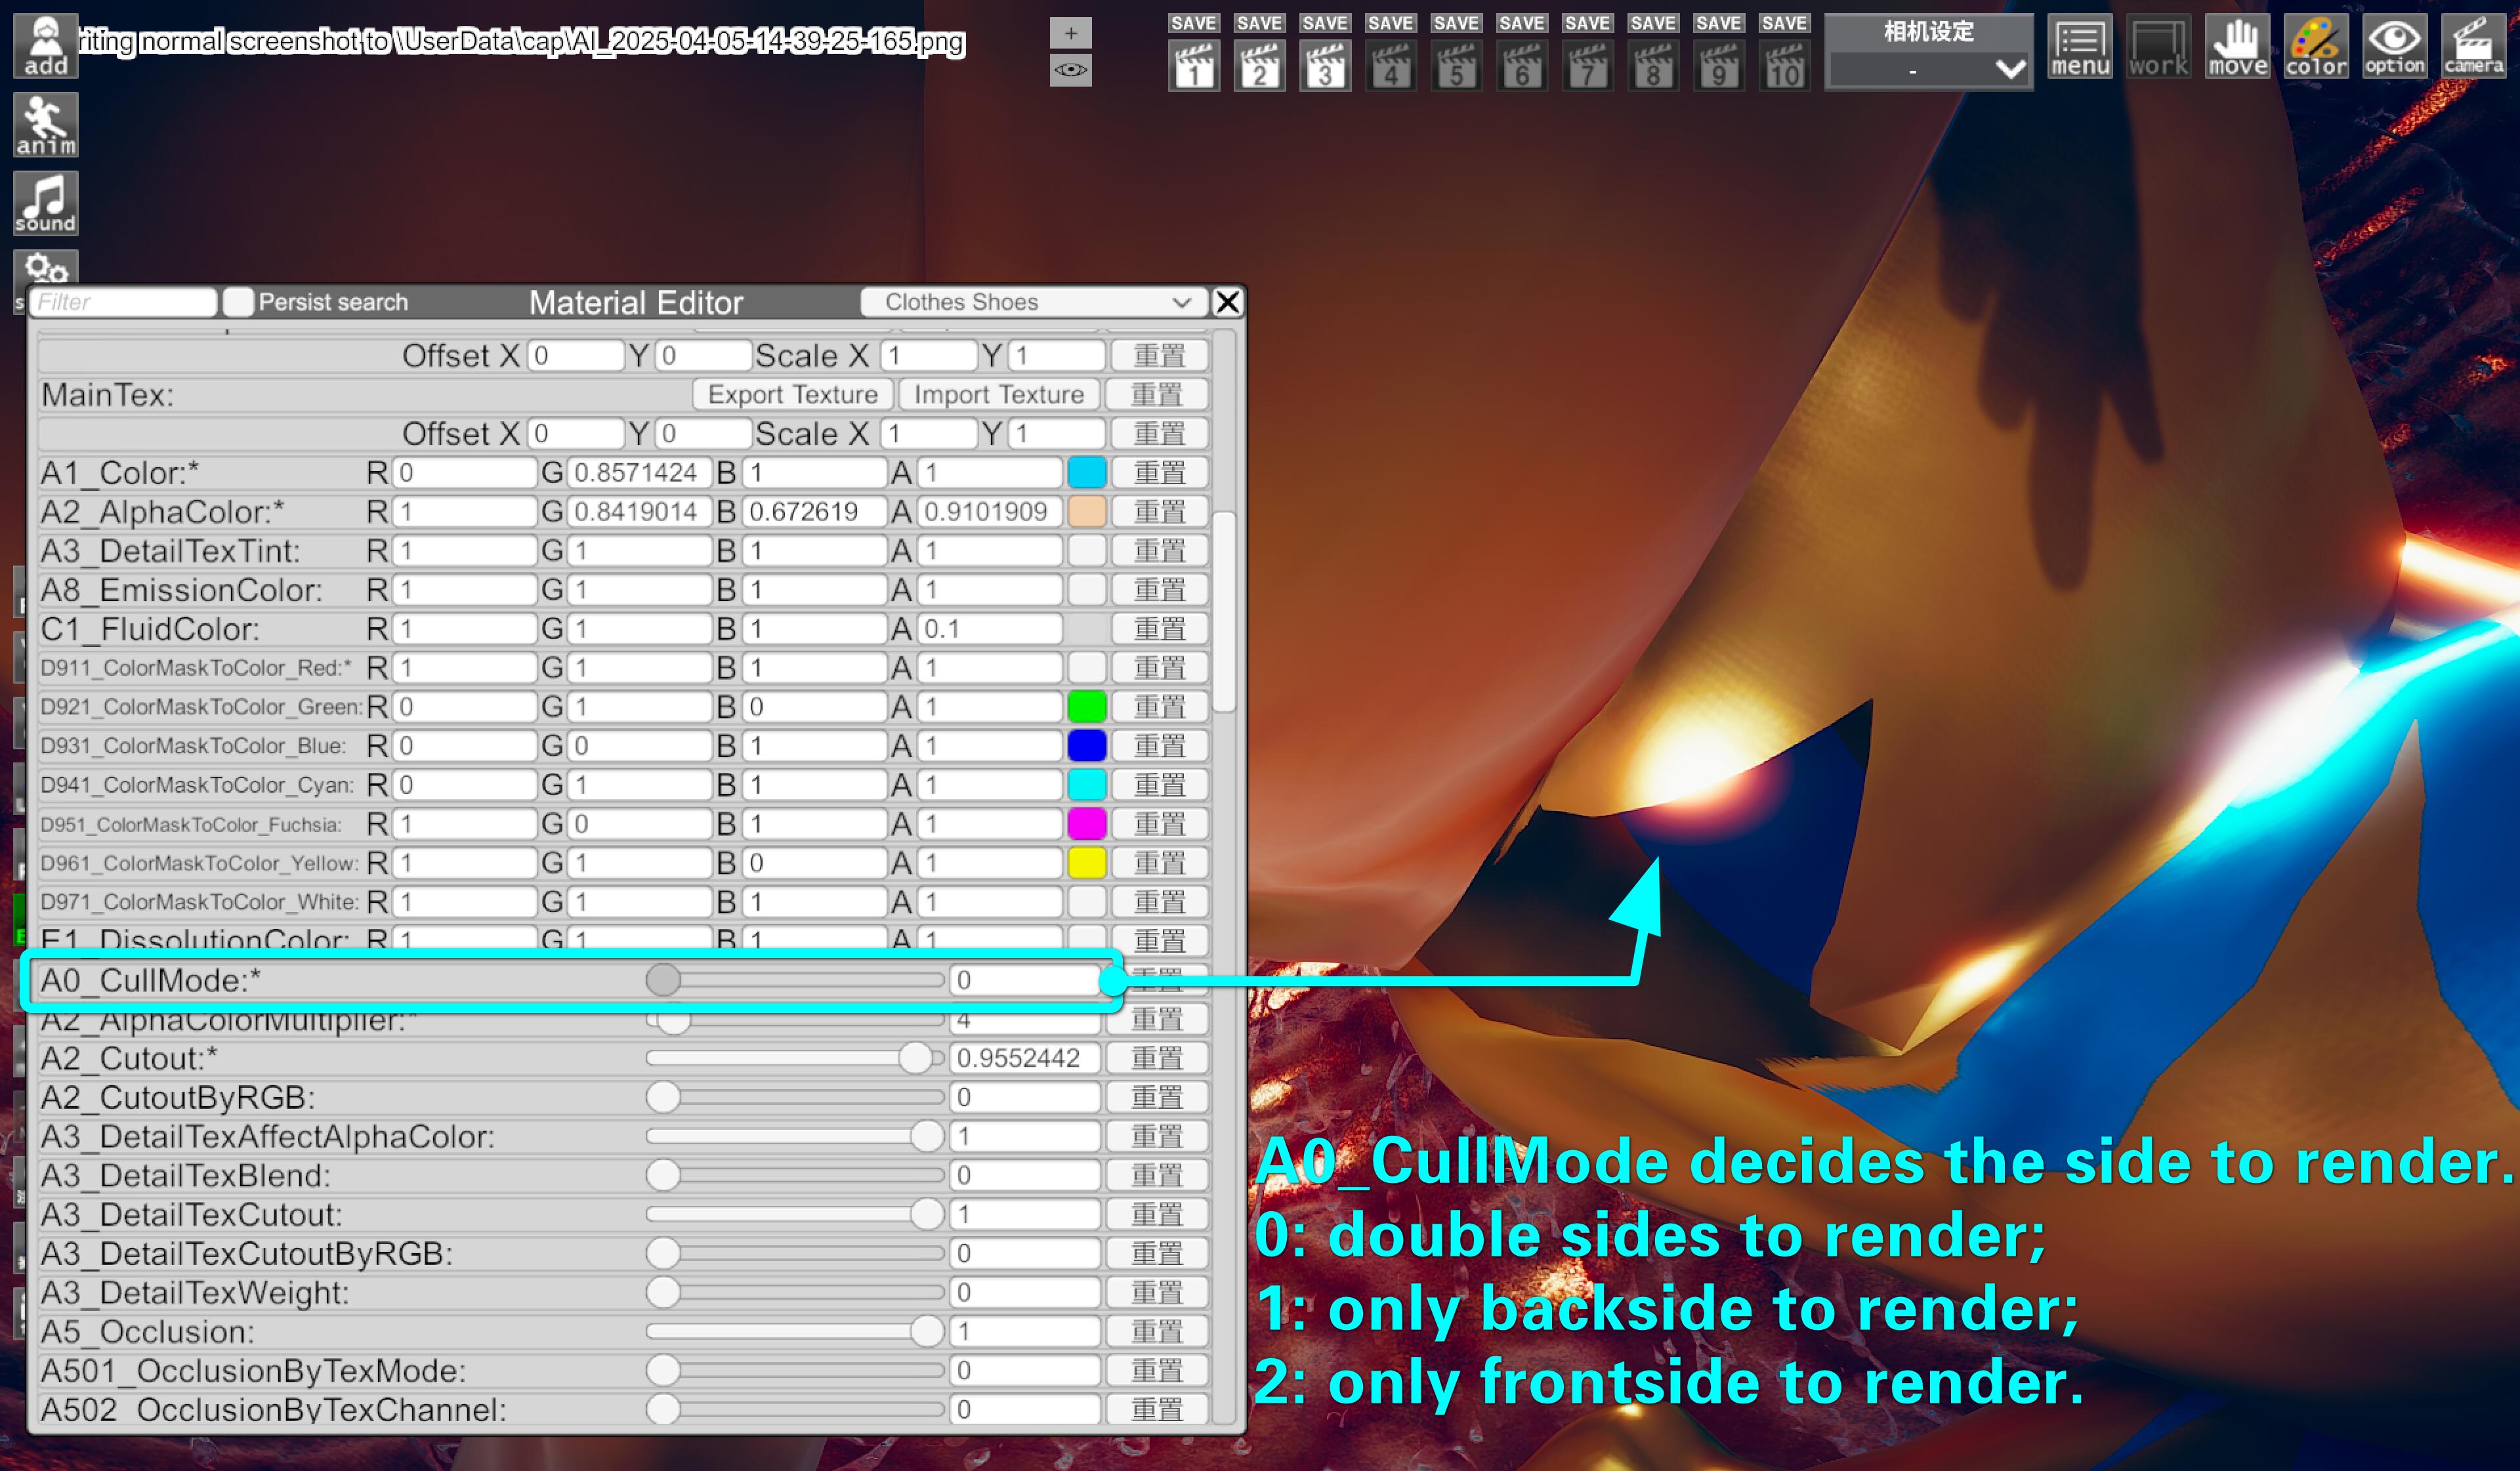 riting normal screenshot to \UserData\cap\AI_2025-04-05-14-39-25-165.png
add
anim
sound
+
SAVE SAVE SAVE SAVE SAVE SAVE SAVE SAVE SAVE SAVE
1 2 3 4 5 6 7 8 9 10
相机设定
-
menu work move color option camera
Filter Persist search Material Editor Clothes Shoes
Offset X 0 Y 0 Scale X 1 Y 1 重置
MainTex: Export Texture Import Texture 重置
Offset X 0 Y 0 Scale X 1 Y 1 重置
A1_Color:* R 0 G 0.8571424 B 1 A 1 重置
A2_AlphaColor:* R 1 G 0.8419014 B 0.672619 A 0.9101909 重置
A3_DetailTexTint: R 1 G 1 B 1 A 1 重置
A8_EmissionColor: R 1 G 1 B 1 A 1 重置
C1_FluidColor: R 1 G 1 B 1 A 0.1 重置
D911_ColorMaskToColor_Red:* R 1 G 1 B 1 A 1 重置
D921_ColorMaskToColor_Green: R 0 G 1 B 0 A 1 重置
D931_ColorMaskToColor_Blue: R 0 G 0 B 1 A 1 重置
D941_ColorMaskToColor_Cyan: R 0 G 1 B 1 A 1 重置
D951_ColorMaskToColor_Fuchsia: R 1 G 0 B 1 A 1 重置
D961_ColorMaskToColor_Yellow: R 1 G 1 B 0 A 1 重置
D971_ColorMaskToColor_White: R 1 G 1 B 1 A 1 重置
E1_DissolutionColor: R 1 G 1 B 1 A 1 重置
A0_CullMode:* 0 重置
A2_AlphaColorMultiplier:* 4 重置
A2_Cutout:* 0.9552442 重置
A2_CutoutByRGB: 0 重置
A3_DetailTexAffectAlphaColor: 1 重置
A3_DetailTexBlend: 0 重置
A3_DetailTexCutout: 1 重置
A3_DetailTexCutoutByRGB: 0 重置
A3_DetailTexWeight: 0 重置
A5_Occlusion: 1 重置
A501_OcclusionByTexMode: 0 重置
A502_OcclusionByTexChannel: 0 重置
A0_CullMode decides the side to render.
0: double sides to render;
1: only backside to render;
2: only frontside to render.